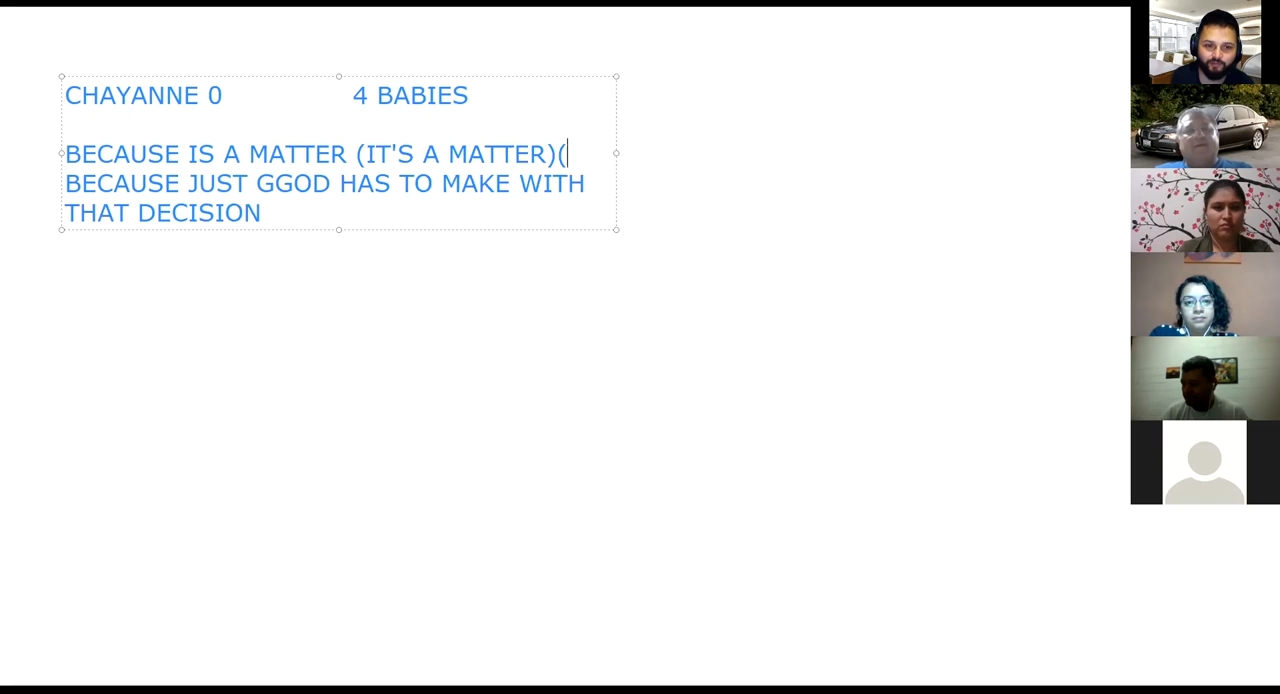 CHAYANNE 0 4 BABIES
BECAUSE IS A MATTER (IT'S A MATTER)(
BECAUSE JUST GGOD HAS TO MAKE WITH
THAT DECISION